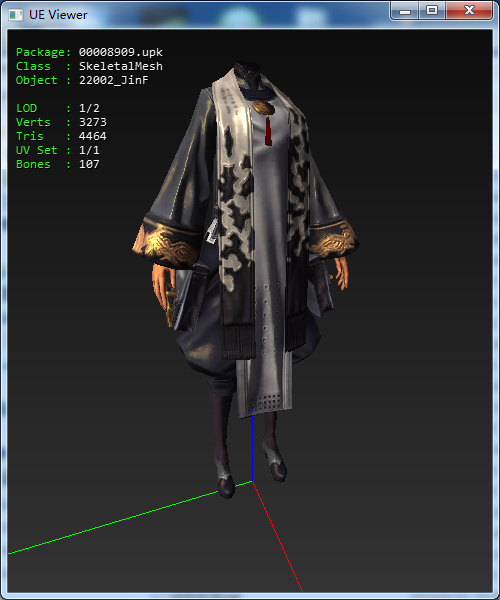 UE Viewer
Package: 00008909.upk
Class  : SkeletalMesh
Object : 22002_JinF
LOD    : 1/2
Verts  : 3273
Tris   : 4464
UV Set : 1/1
Bones  : 107